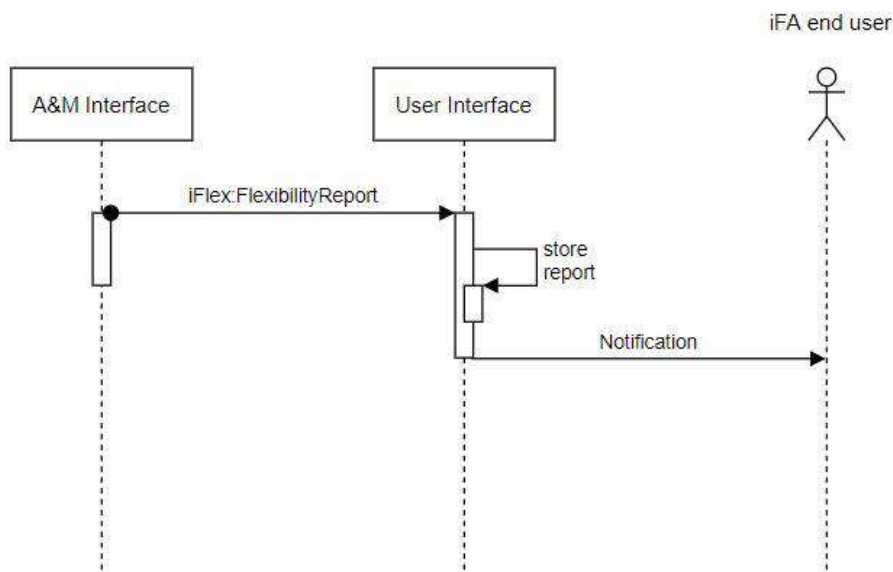 iFA end user
A&M Interface
User Interface
iFlex:FlexibilityReport
store
report
Notification